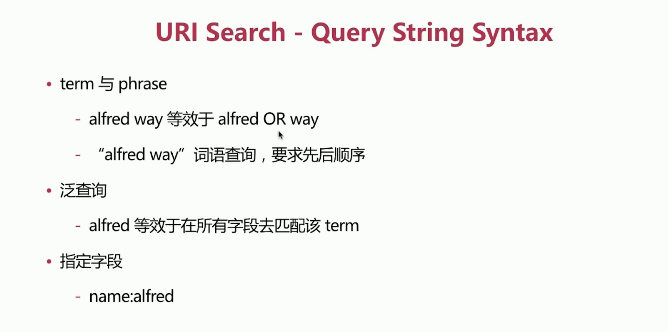 URI Search - Query String Syntax
• term 与 phrase
- alfred way 等效于 alfred OR way
- “alfred way”词语查询，要求先后顺序
• 泛查询
- alfred 等效于在所有字段去匹配该 term
• 指定字段
- name:alfred